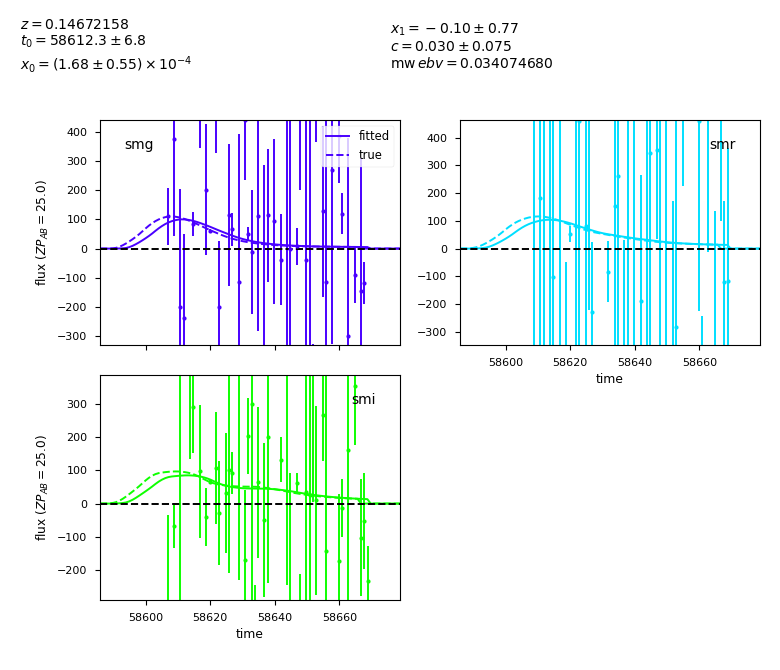 z = 0.14672158
t₀ = 58612.3 ± 6.8
x₀ = (1.68 ± 0.55) × 10⁻⁴
x₁ = −0.10 ± 0.77
c = 0.030 ± 0.075
mw ebv = 0.034074680
smg
fitted
true
400
300
200
100
0
−100
−200
−300
flux (ZP_AB = 25.0)
smr
400
300
200
100
0
−100
−200
−300
58600 58620 58640 58660
time
smi
300
200
100
0
−100
−200
flux (ZP_AB = 25.0)
58600 58620 58640 58660
time